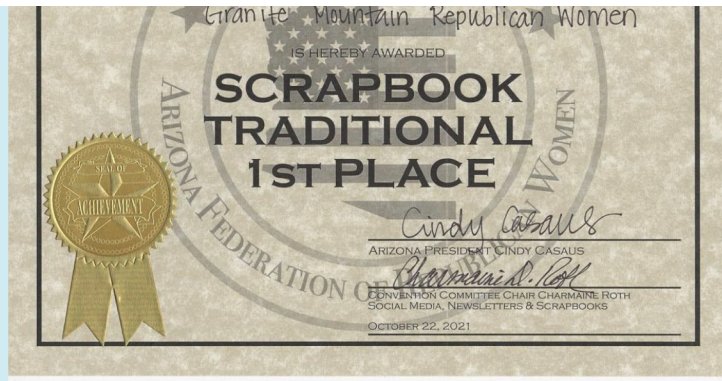 Granite Mountain Republican Women
IS HEREBY AWARDED
SCRAPBOOK
TRADITIONAL
1ST PLACE
ARIZONA FEDERATION OF REPUBLICAN WOMEN
SEAL OF
ACHIEVEMENT
Cindy Casaus
ARIZONA PRESIDENT CINDY CASAUS
Charmaine D. Roth
CONVENTION COMMITTEE CHAIR CHARMAINE ROTH
SOCIAL MEDIA, NEWSLETTERS & SCRAPBOOKS
OCTOBER 22, 2021